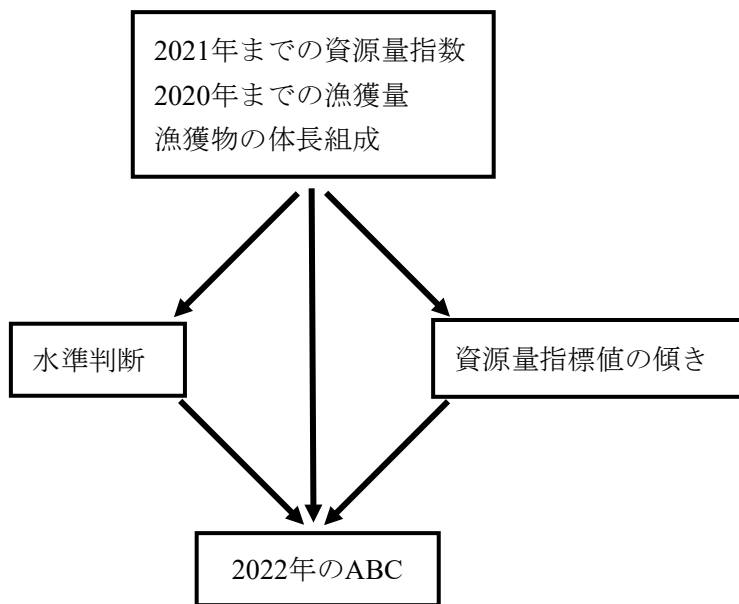 2021年までの資源量指数
2020年までの漁獲量
漁獲物の体長組成
水準判断
資源量指標値の傾き
2022年のABC